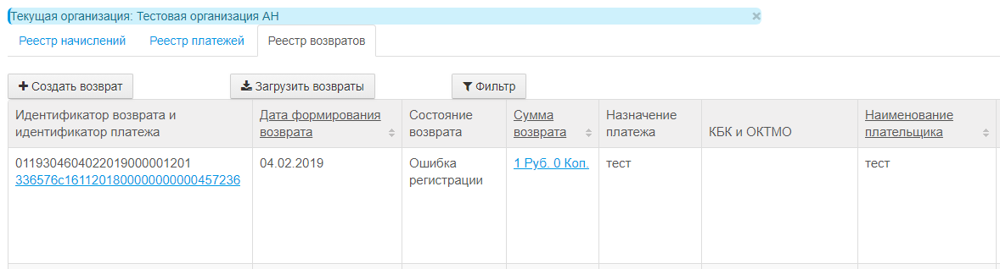 Текущая организация: Тестовая организация АН
Реестр начислений Реестр платежей Реестр возвратов
Создать возврат Загрузить возвраты Фильтр
Идентификатор возврата и Дата формирования Состояние Сумма Назначение Наименование
идентификатор платежа возврата возврата возврата платежа КБК и ОКТМО плательщика
0119304604022019000001201 04.02.2019 Ошибка 1 Руб. 0 Коп. тест тест
336576c1611201800000000000457236 регистрации